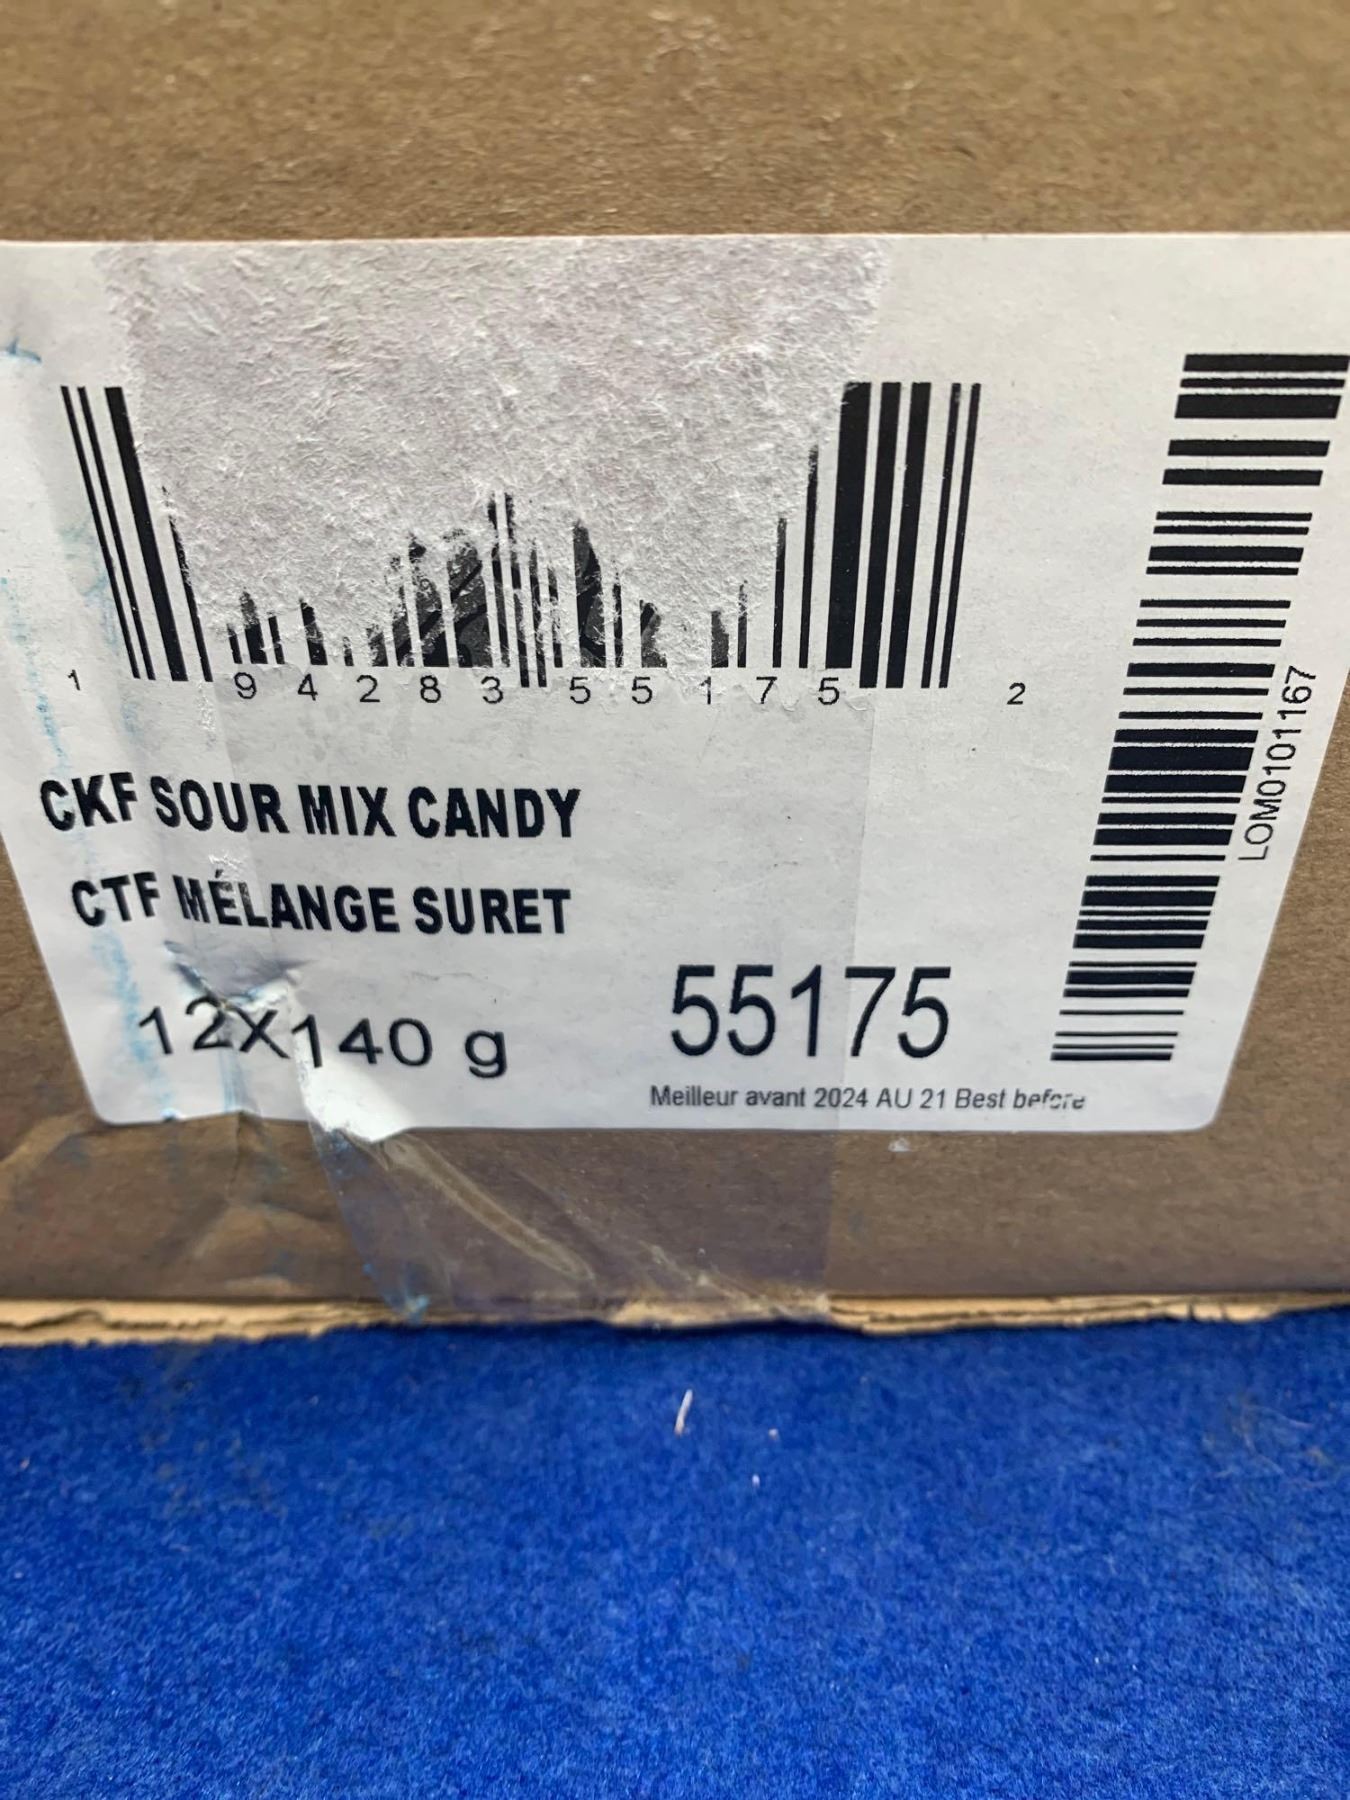 1 94283 55175 2
LOM0101167
CKF SOUR MIX CANDY
CTF MÉLANGE SURET
12X140 g
55175
Meilleur avant 2024 AU 21 Best before